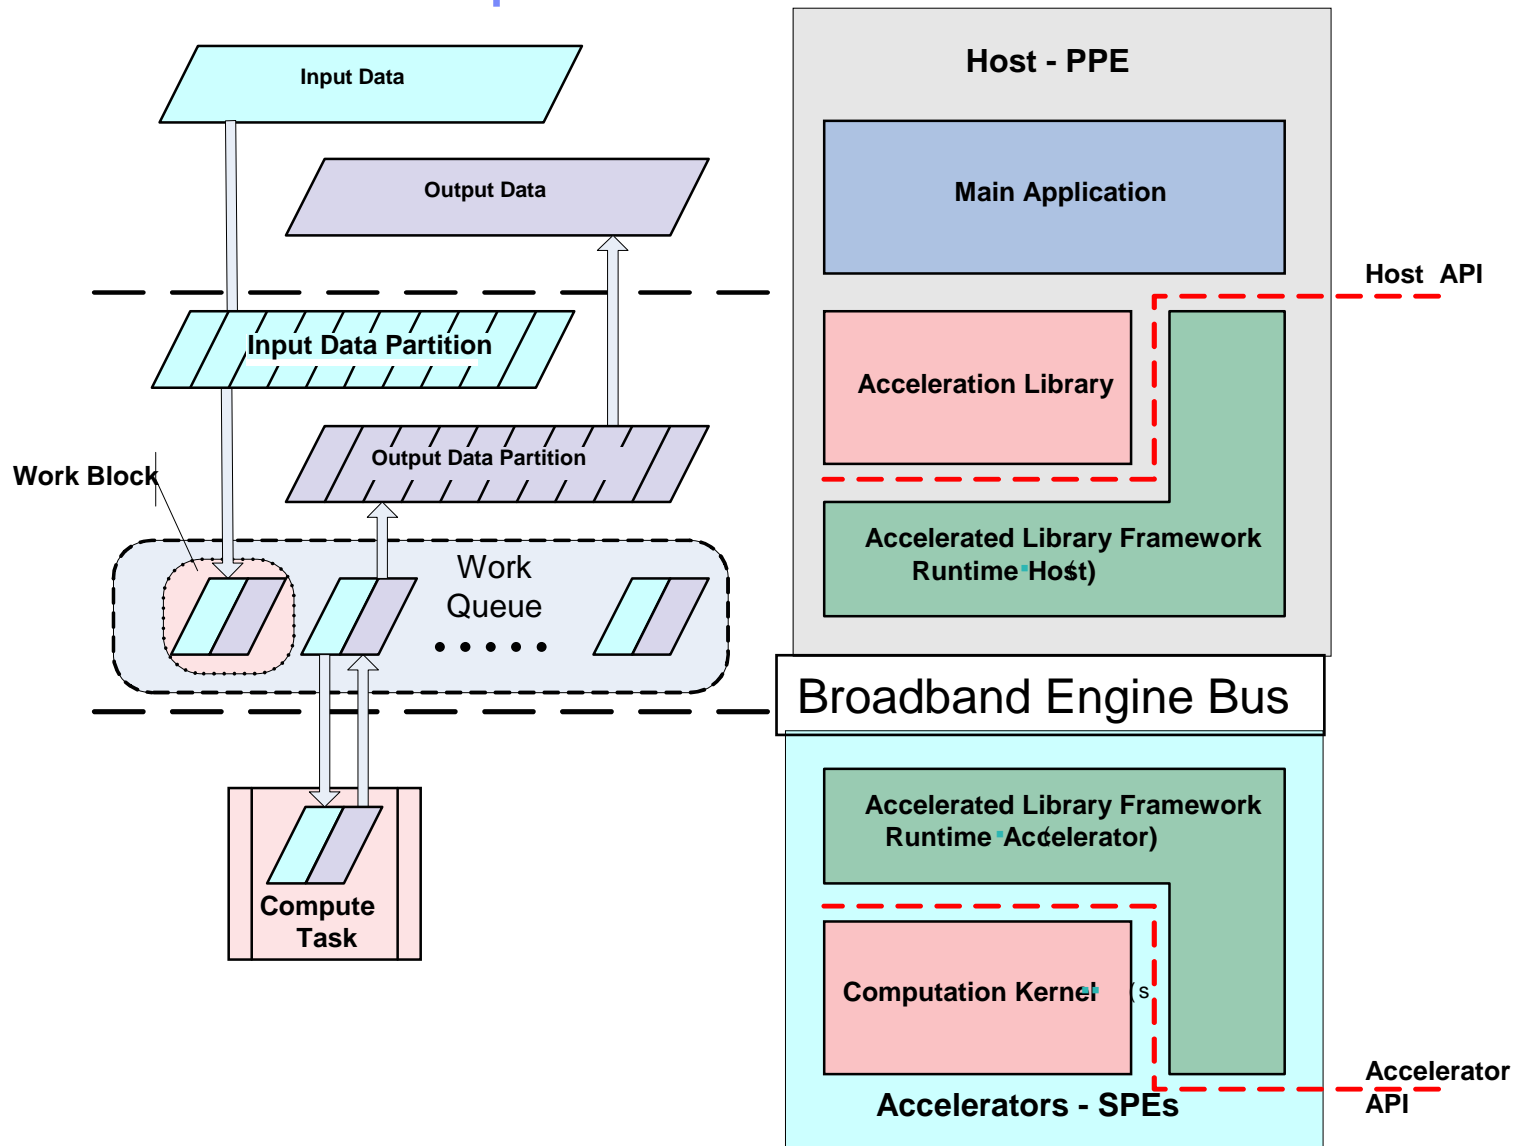 Input Data
Output Data
Input Data Partition
Output Data Partition
Work Block
Work
Queue
Compute
Task
Host - PPE
Main Application
Host API
Acceleration Library
Accelerated Library Framework
Runtime Host)
Broadband Engine Bus
Accelerated Library Framework
Runtime Accelerator)
Computation Kernel (s
Accelerators - SPEs
Accelerator
API